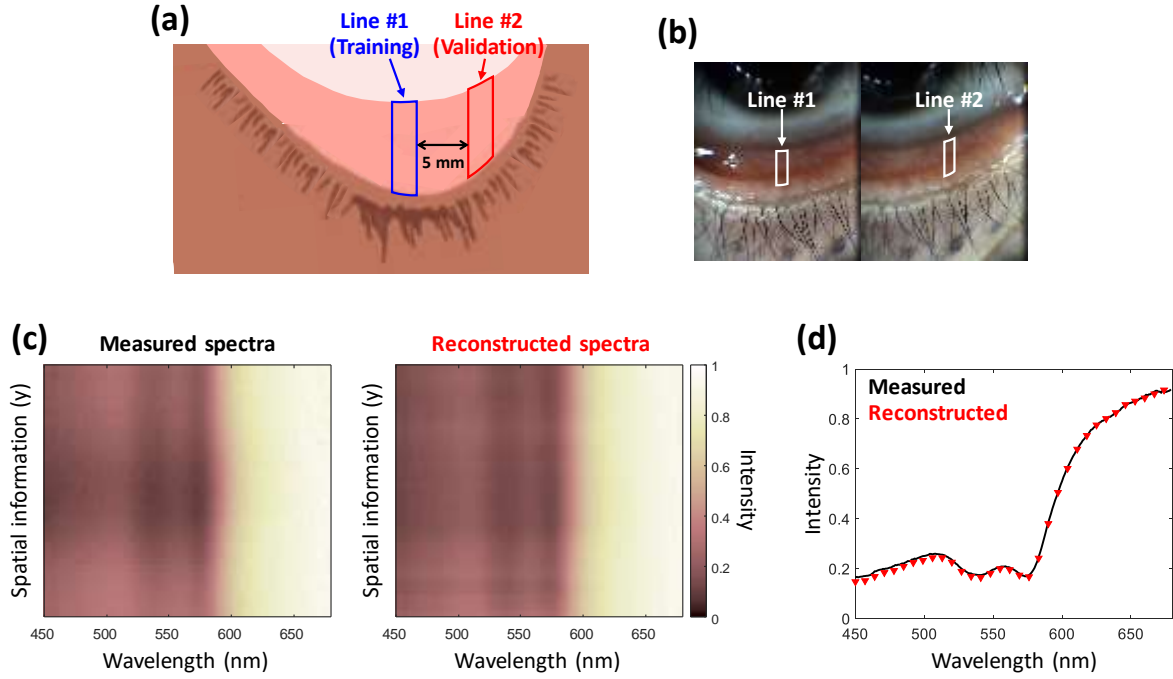 (a)
Line #1
(Training)
Line #2
(Validation)
5 mm
(b)
Line #1
Line #2
(c)
Measured spectra
Reconstructed spectra
Spatial information (y)
450
500
550
600
650
Wavelength (nm)
Spatial information (y)
450
500
550
600
650
Wavelength (nm)
1
0.8
0.6
0.4
0.2
0
Intensity
(d)
Measured
Reconstructed
Intensity
1
0.8
0.6
0.4
0.2
0
450
500
550
600
650
Wavelength (nm)